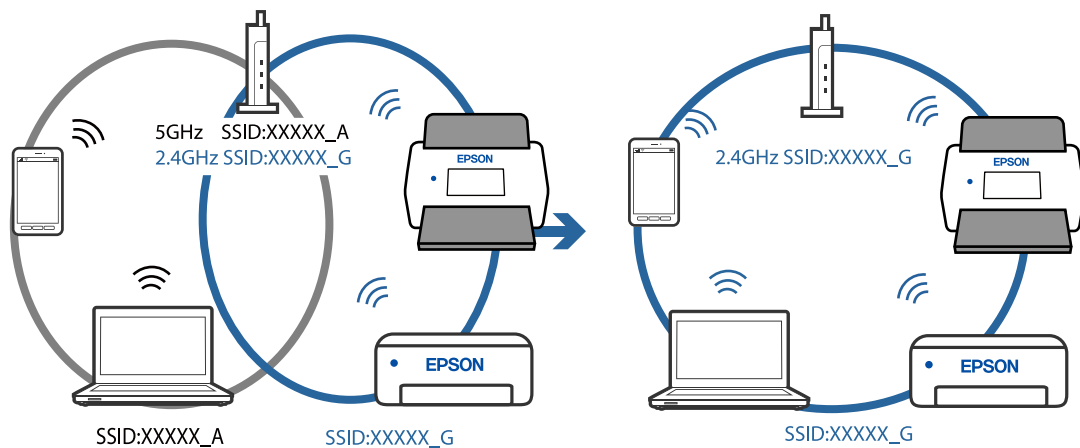 5GHz SSID:XXXXX_A
2.4GHz SSID:XXXXX_G
EPSON
EPSON
SSID:XXXXX_A
SSID:XXXXX_G
2.4GHz SSID:XXXXX_G
EPSON
EPSON
SSID:XXXXX_G